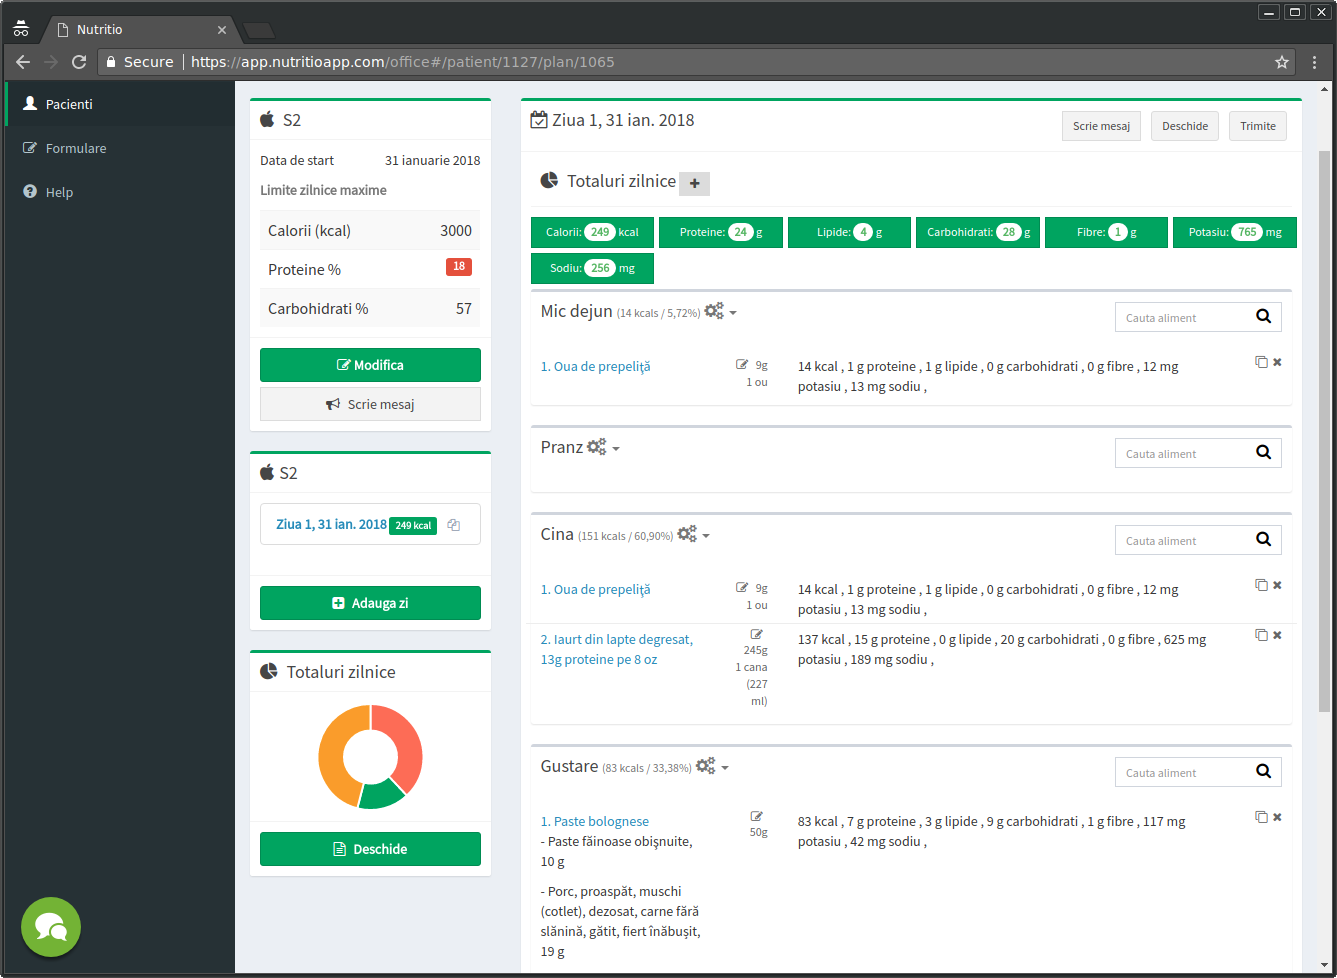 Nutritio
Secure
https://app.nutritioapp.com/office#/patient/1127/plan/1065
Pacienti
Formulare
Help
S2
Data de start 31 ianuarie 2018
Limite zilnice maxime
Calorii (kcal) 3000
Proteine % 18
Carbohidrati % 57
Modifica
Scrie mesaj
S2
Ziua 1, 31 ian. 2018 249 kcal
Adauga zi
Totaluri zilnice
Deschide
Ziua 1, 31 ian. 2018
Scrie mesaj Deschide Trimite
Totaluri zilnice
Calorii: 249 kcal Proteine: 24 g Lipide: 4 g Carbohidrati: 28 g Fibre: 1 g Potasiu: 765 mg
Sodiu: 256 mg
Mic dejun (14 kcals / 5,72%) Cauta aliment
1. Oua de prepeliţă 9g 14 kcal , 1 g proteine , 1 g lipide , 0 g carbohidrati , 0 g fibre , 12 mg
1 ou potasiu , 13 mg sodiu ,
Pranz Cauta aliment
Cina (151 kcals / 60,90%) Cauta aliment
1. Oua de prepeliţă 9g 14 kcal , 1 g proteine , 1 g lipide , 0 g carbohidrati , 0 g fibre , 12 mg
1 ou potasiu , 13 mg sodiu ,
2. Iaurt din lapte degresat, 137 kcal , 15 g proteine , 0 g lipide , 20 g carbohidrati , 0 g fibre , 625 mg
245g
13g proteine pe 8 oz potasiu , 189 mg sodiu ,
1 cana
(227
ml)
Gustare (83 kcals / 33,38%) Cauta aliment
1. Paste bolognese 83 kcal , 7 g proteine , 3 g lipide , 9 g carbohidrati , 1 g fibre , 117 mg
50g
- Paste făinoase obişnuite, potasiu , 42 mg sodiu ,
10 g
- Porc, proaspăt, muschi
(cotlet), dezosat, carne fără
slănină, gătit, fiert înăbuşit,
19 g